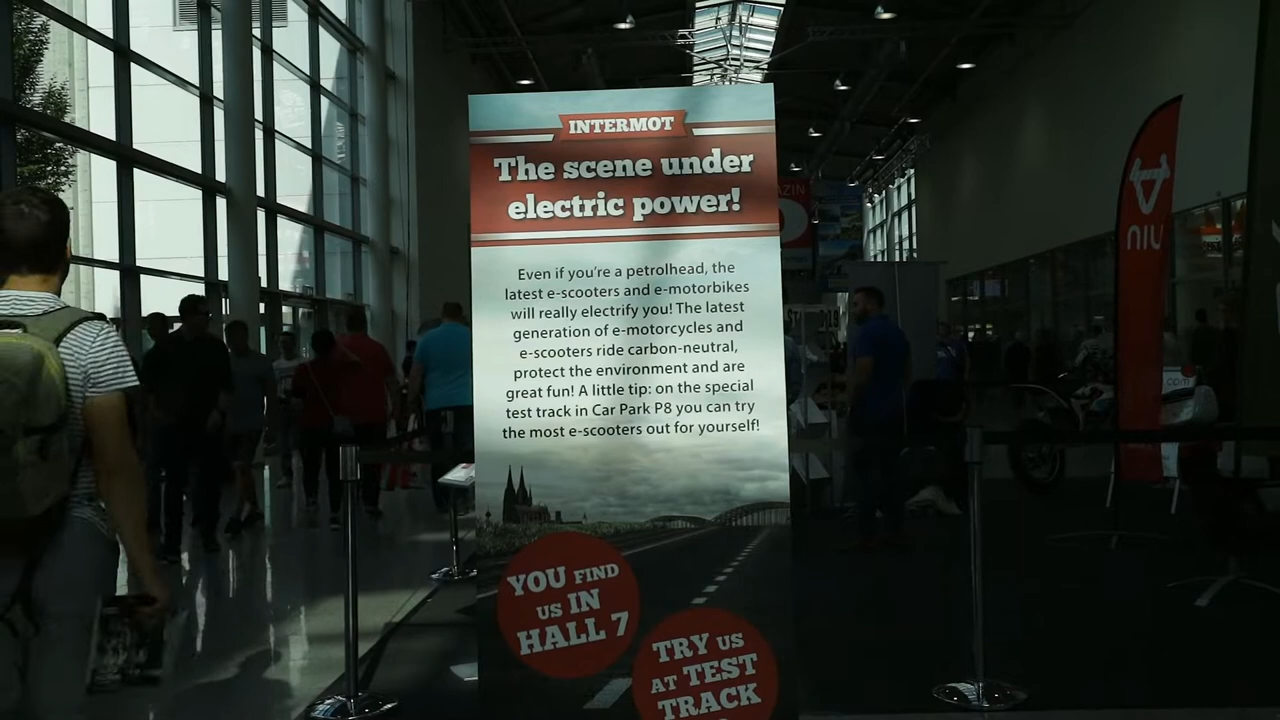 INTERMOT
The scene under
electric power!
Even if you're a petrolhead, the
latest e-scooters and e-motorbikes
will really electrify you! The latest
generation of e-motorcycles and
e-scooters ride carbon-neutral,
protect the environment and are
great fun! A little tip: on the special
test track in Car Park P8 you can try
the most e-scooters out for yourself!
YOU FIND
US IN
HALL 7
TRY US
AT TEST
TRACK
NIU
.com